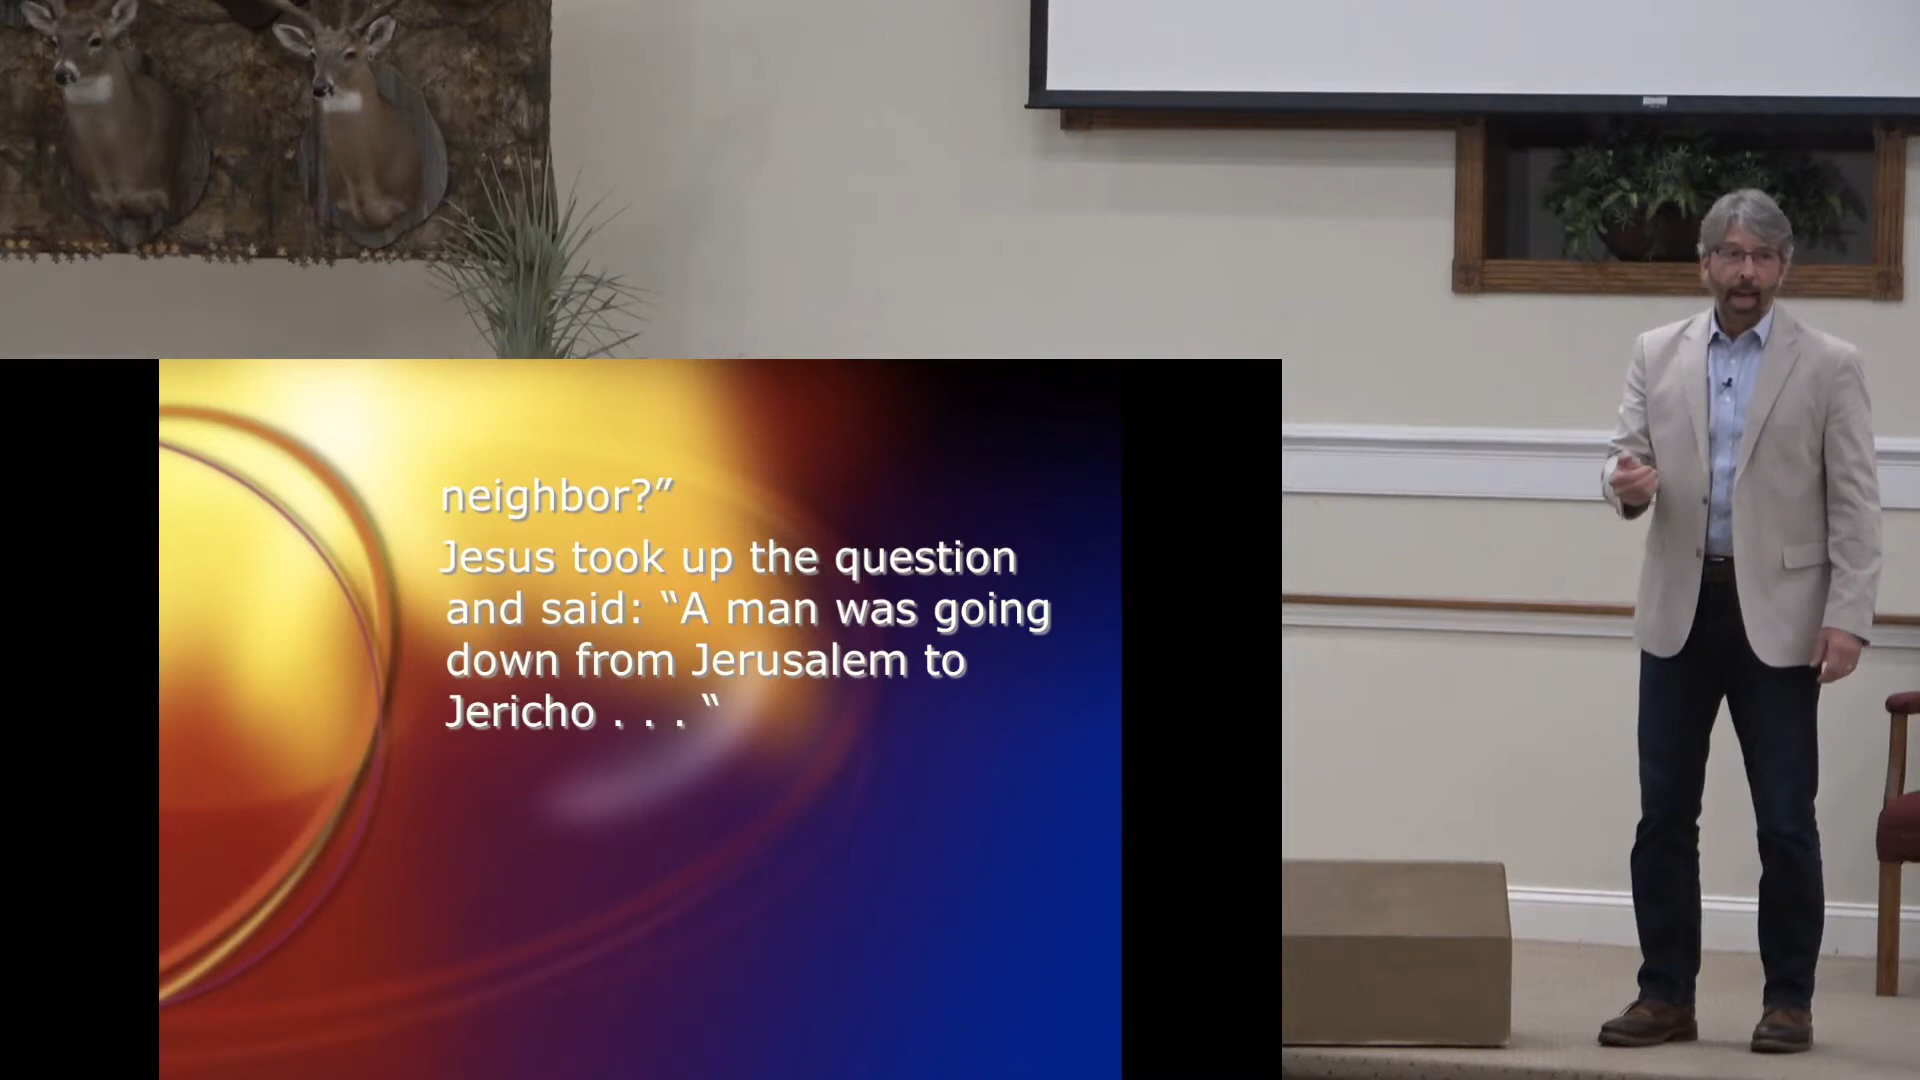 neighbor?”
Jesus took up the question
and said: “A man was going
down from Jerusalem to
Jericho . . . “